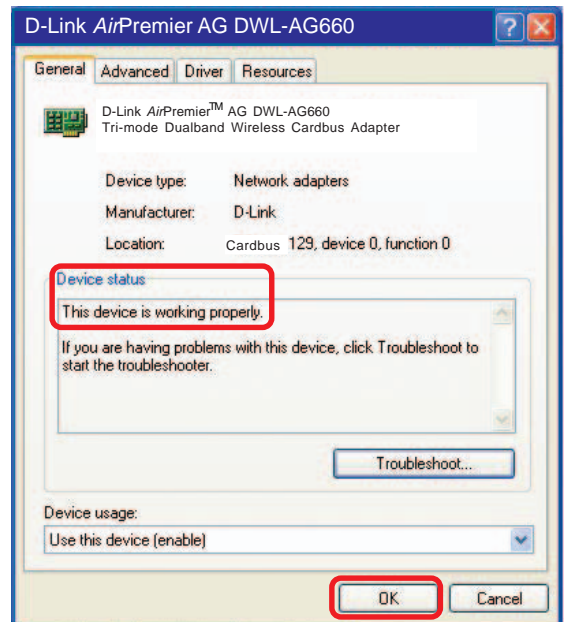 D-Link AirPremier AG DWL-AG660
General Advanced Driver Resources
D-Link AirPremier™ AG DWL-AG660
Tri-mode Dualband Wireless Cardbus Adapter
Device type: Network adapters
Manufacturer: D-Link
Location: Cardbus 129, device 0, function 0
Device status
This device is working properly.
If you are having problems with this device, click Troubleshoot to
start the troubleshooter.
Troubleshoot...
Device usage:
Use this device (enable)
OK Cancel